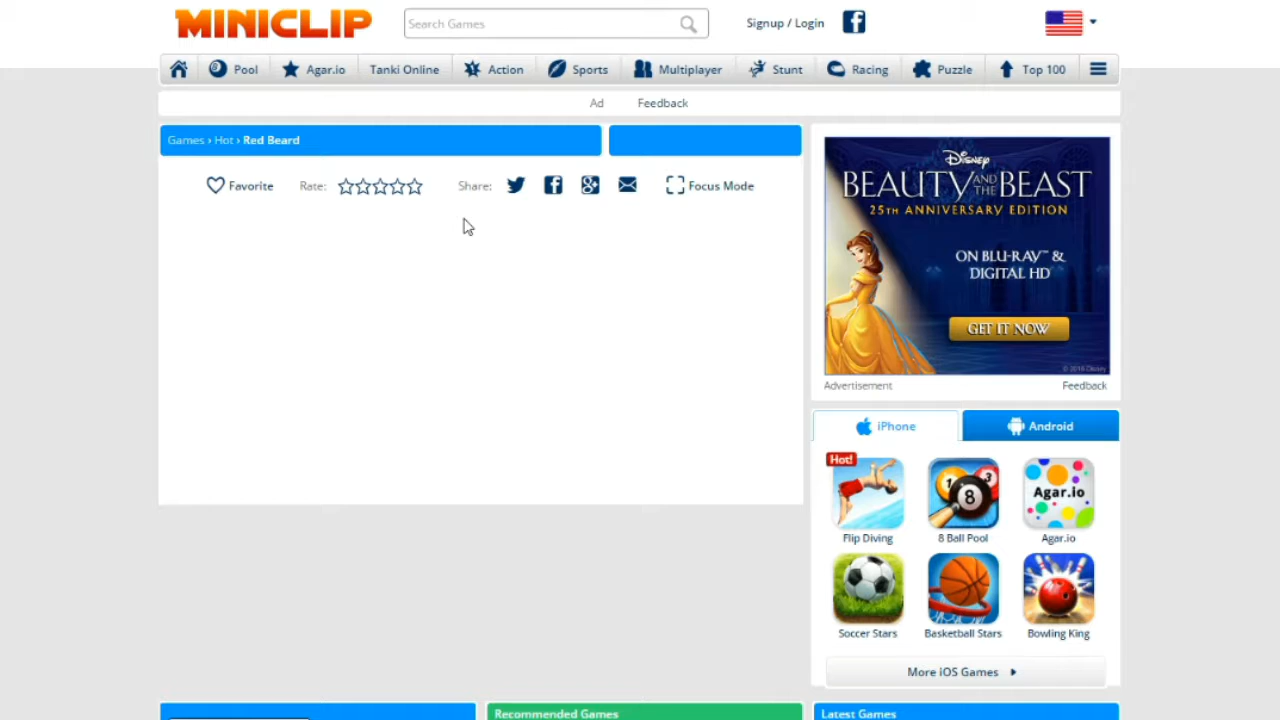 MINICLIP
Search Games
Signup / Login
Pool
Agar.io
Tanki Online
Action
Sports
Multiplayer
Stunt
Racing
Puzzle
Top 100
Ad
Feedback
Games › Hot › Red Beard
Favorite
Rate:
Share:
Focus Mode
Disney
BEAUTY AND THE BEAST
25TH ANNIVERSARY EDITION
ON BLU-RAY™ &
DIGITAL HD
GET IT NOW
© 2016 Disney
Advertisement
Feedback
iPhone
Android
Hot!
Agar.io
Flip Diving
8 Ball Pool
Agar.io
Soccer Stars
Basketball Stars
Bowling King
More iOS Games
Recommended Games
Latest Games